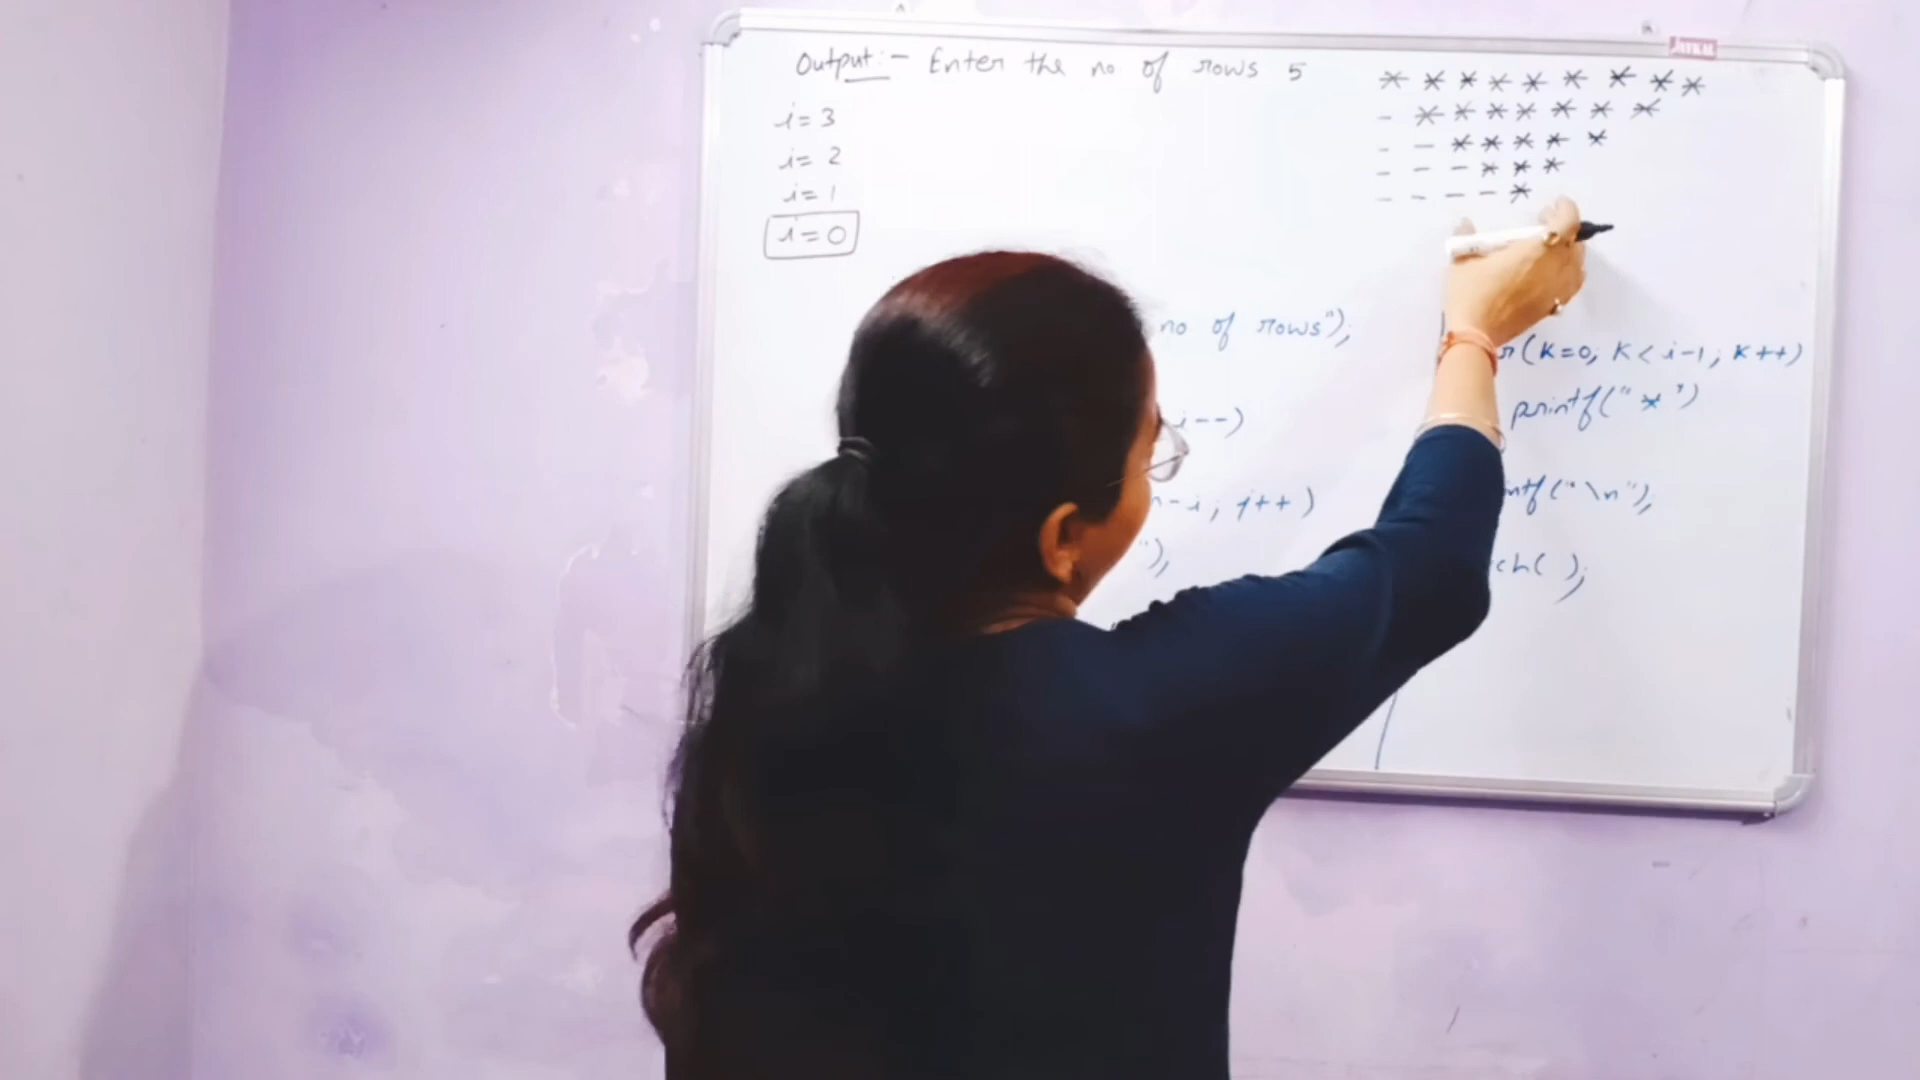 Output:- Enter the no. of rows 5
* * * * * * * * *
- * * * * * * *
- - * * * * *
- - - * * *
- - - - *
i=3
i=2
i=1
i=0
no of rows");
i--)
n-i; j++)
");
r(k=0; k<i-1; k++)
printf("*")
ntf("\n");
ch( );